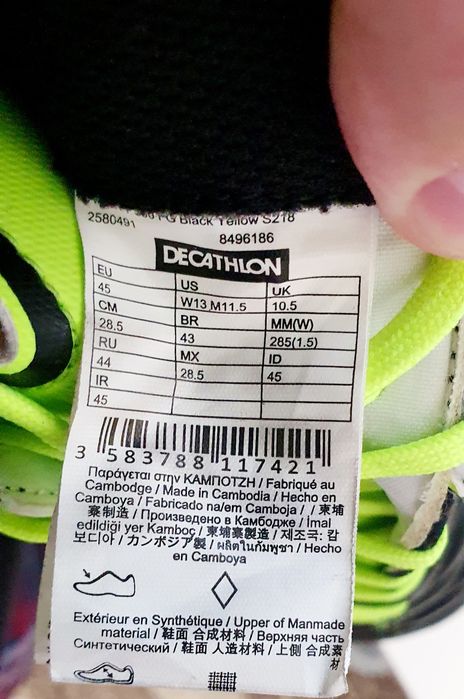 FG Black Yellow S218
2580491
8496186
DECATHLON
EU US UK
45 W13 M11.5 10.5
CM BR MM(W)
28.5 43 285(1.5)
RU MX ID
44 28.5 45
IR
45
3 583788 117421
Παράγεται στην ΚΑΜΠΟΤΖΗ / Fabriqué au
Cambodge / Made in Cambodia / Hecho en
Camboya / Fabricado na/em Camboja / 柬埔
寨制造 / Произведено в Камбодже / İmal
edildiği yer Kamboç / 柬埔寨製造 / 제조국: 캄
보디아 / カンボジア製 / ผลิตในกัมพูชา / Hecho
en Camboya
Extérieur en Synthétique / Upper of Manmade
material / 鞋面 合成材料 / Верхняя часть
Синтетический / 鞋面 人造材料 / 上側 合成素
材